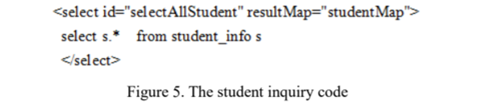 <select id="selectAllStudent" resultMap="studentMap">
select s.* from student_info s
</select>
Figure 5. The student inquiry code